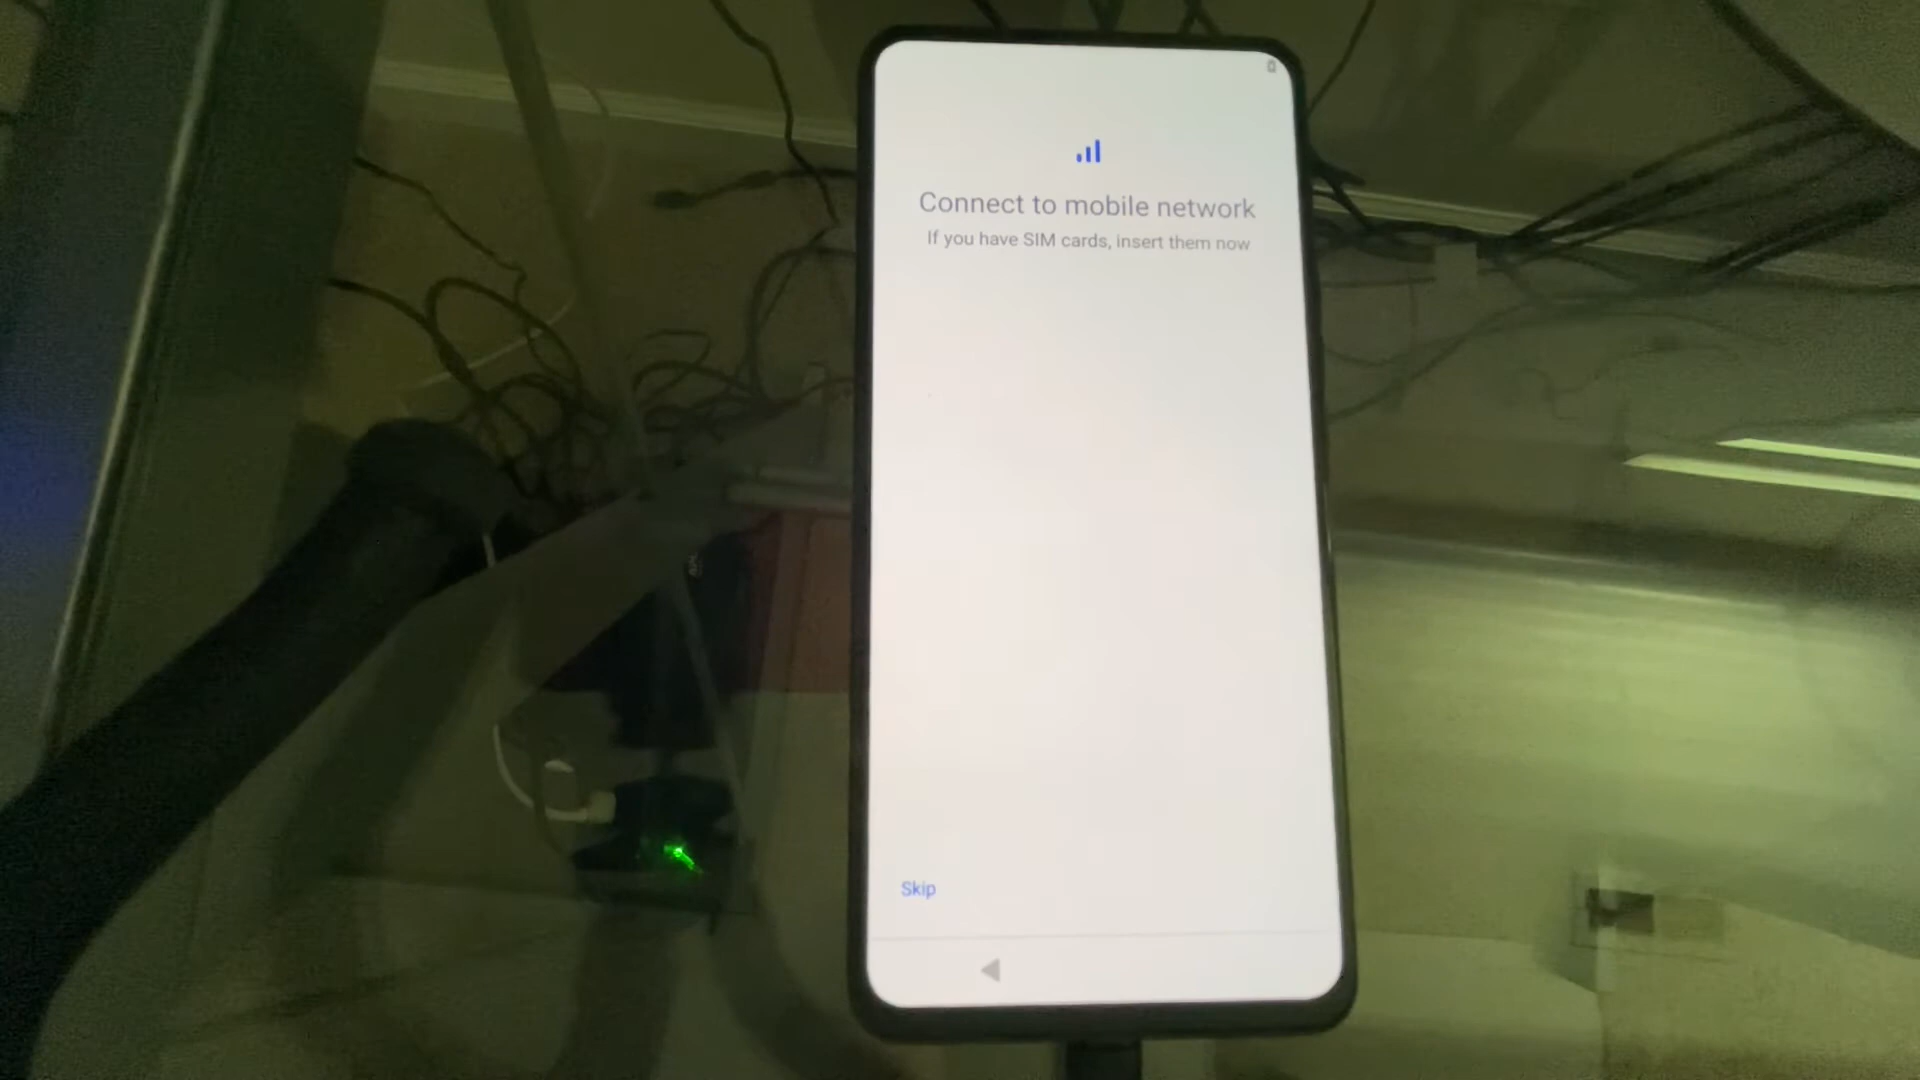 Connect to mobile network
If you have SIM cards, insert them now
Skip